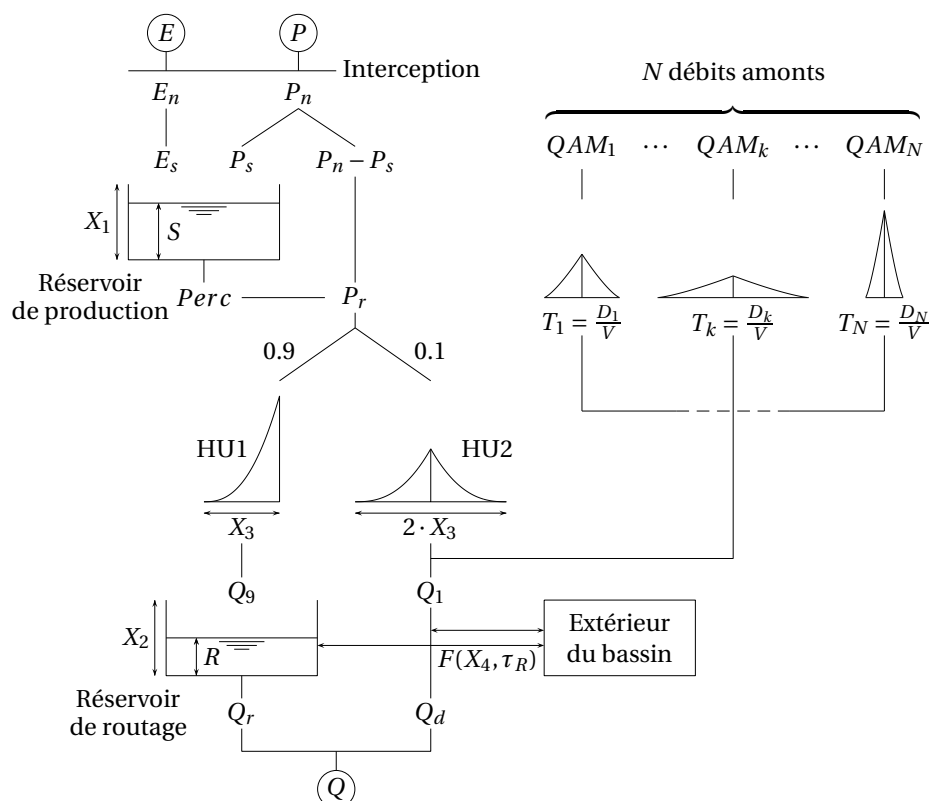 E
P
Interception
E_n
P_n
E_s
P_s
P_n − P_s
X_1
S
Réservoir
de production
Perc
P_r
0.9
0.1
HU1
HU2
X_3
2 · X_3
Q_9
Q_1
X_2
R
F(X_4, τ_R)
Extérieur
du bassin
Réservoir
de routage
Q_r
Q_d
Q
N débits amonts
QAM_1 ··· QAM_k ··· QAM_N
T_1 = D_1/V
T_k = D_k/V
T_N = D_N/V